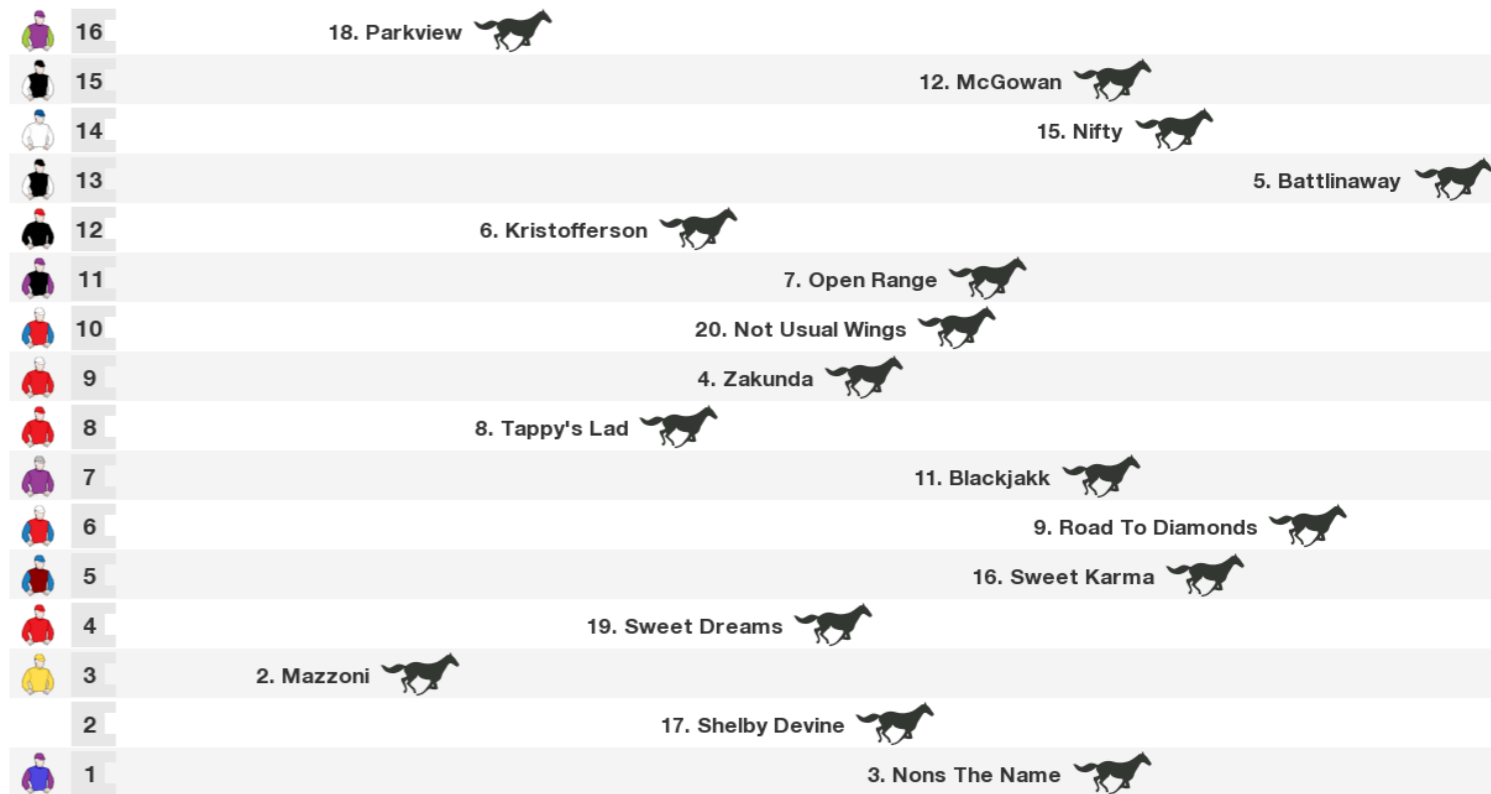 16 18. Parkview
15 12. McGowan
14 15. Nifty
13 5. Battlinaway
12 6. Kristofferson
11 7. Open Range
10 20. Not Usual Wings
9 4. Zakunda
8 8. Tappy's Lad
7 11. Blackjakk
6 9. Road To Diamonds
5 16. Sweet Karma
4 19. Sweet Dreams
3 2. Mazzoni
2 17. Shelby Devine
1 3. Nons The Name